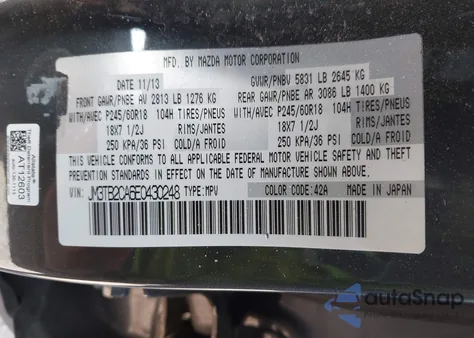 MFD. BY MAZDA MOTOR CORPORATION
DATE 11/13 GVWR/PNBV 5831 LB 2645 KG
FRONT GAWR/PNBE AV 2813 LB 1276 KG REAR GAWR/PNBE AR 3086 LB 1400 KG
WITH/AVEC P245/60R18 104H TIRES/PNEUS WITH/AVEC P245/60R18 104H TIRES/PNEUS
18X7 1/2J RIMS/JANTES 18X7 1/2J RIMS/JANTES
250 KPA/36 PSI COLD/A FROID 250 KPA/36 PSI COLD/A FROID
THIS VEHICLE CONFORMS TO ALL APPLICABLE FEDERAL MOTOR VEHICLE SAFETY AND THEFT
PREVENTION STANDARDS IN EFFECT ON THE DATE OF MANUFACTURE SHOWN ABOVE.
VIN: JM3TB2CA6E0430248 TYPE: MPV COLOR CODE: 42A MADE IN JAPAN
AT12603
Theft Deterrent Program
autoSnap